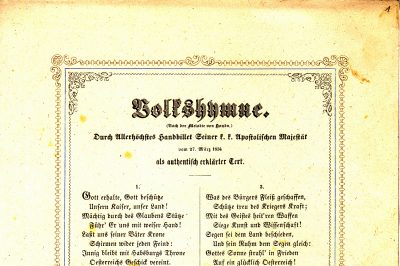 4
Volkshymne.
(Nach der Melodie von Haydn.)
Durch Allerhöchstes Handbillet Seiner k. k. Apostolischen Majestät
vom 27. März 1854
als authentisch erklärter Text.
1.
Gott erhalte, Gott beschütze
Unsern Kaiser, unser Land!
Mächtig durch des Glaubens Stütze
Führ' Er uns mit weiser Hand!
Laßt uns seiner Väter Krone
Schirmen wider jeden Feind:
Innig bleibt mit Habsburgs Throne
Oesterreichs Geschick vereint.
3.
Was des Bürgers Fleiß geschaffen,
Schütze treu des Kriegers Kraft;
Mit des Geistes heit'ren Waffen
Siege Kunst und Wissenschaft!
Segen sei dem Land beschieden,
Und sein Ruhm dem Segen gleich:
Gottes Sonne strahl' in Frieden
Auf ein glücklich Oesterreich!